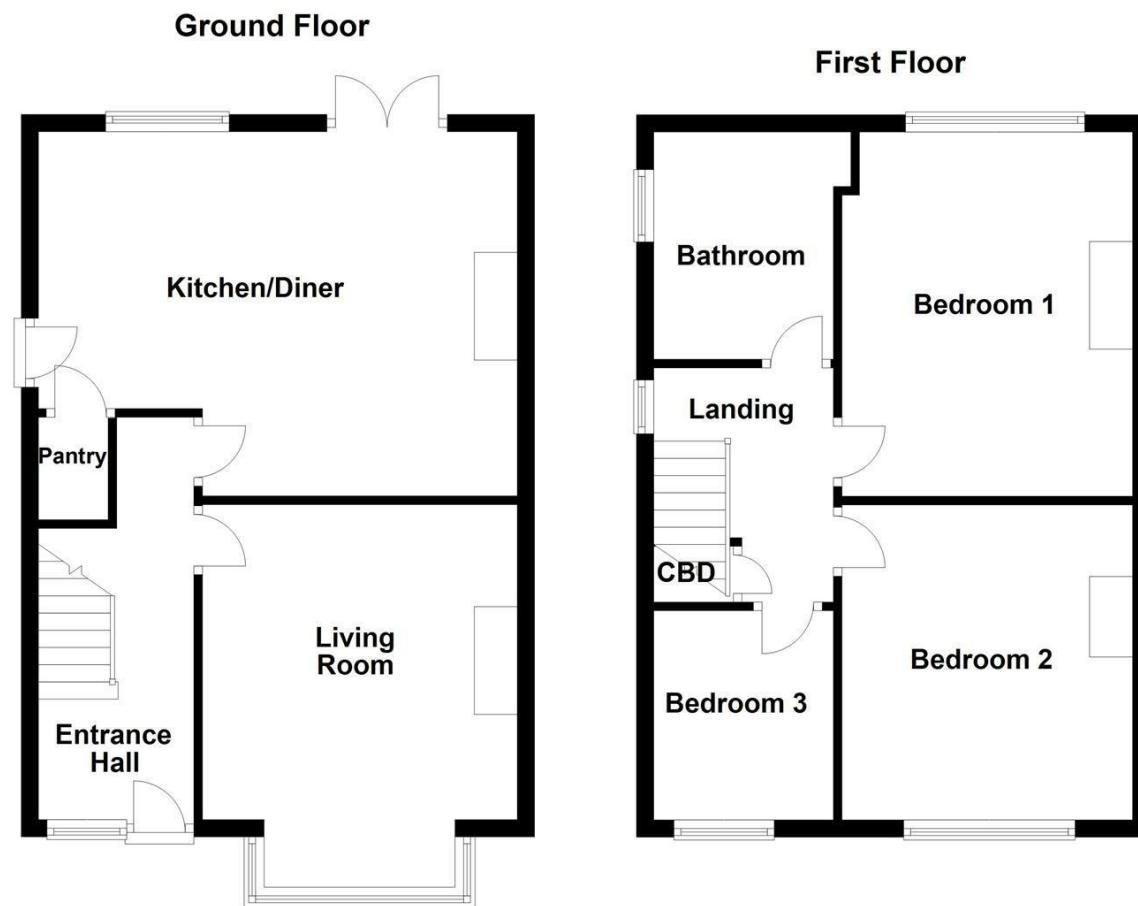 Ground Floor
Kitchen/Diner
Pantry
Living
Room
Entrance
Hall
First Floor
Bathroom
Bedroom 1
Landing
CBD
Bedroom 2
Bedroom 3